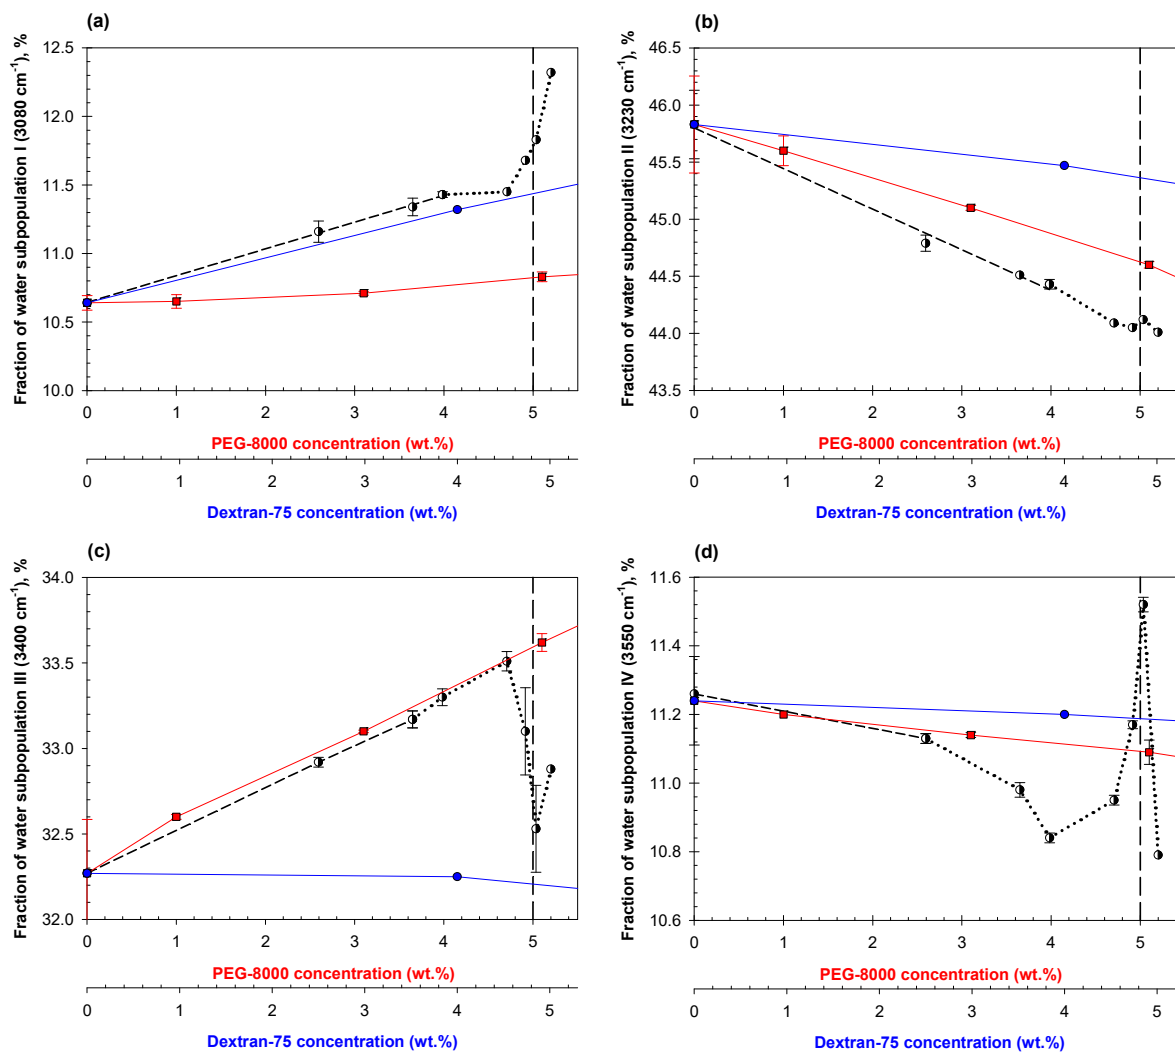 (a)
Fraction of water subpopulation I (3080 cm⁻¹), %
12.5
12.0
11.5
11.0
10.5
10.0
0 1 2 3 4 5
PEG-8000 concentration (wt.%)
0 1 2 3 4 5
Dextran-75 concentration (wt.%)
(b)
Fraction of water subpopulation II (3230 cm⁻¹), %
46.5
46.0
45.5
45.0
44.5
44.0
43.5
0 1 2 3 4 5
PEG-8000 concentration (wt.%)
0 1 2 3 4 5
Dextran-75 concentration (wt.%)
(c)
Fraction of water subpopulation III (3400 cm⁻¹), %
34.0
33.5
33.0
32.5
32.0
0 1 2 3 4 5
PEG-8000 concentration (wt.%)
0 1 2 3 4 5
Dextran-75 concentration (wt.%)
(d)
Fraction of water subpopulation IV (3550 cm⁻¹), %
11.6
11.4
11.2
11.0
10.8
10.6
0 1 2 3 4 5
PEG-8000 concentration (wt.%)
0 1 2 3 4 5
Dextran-75 concentration (wt.%)